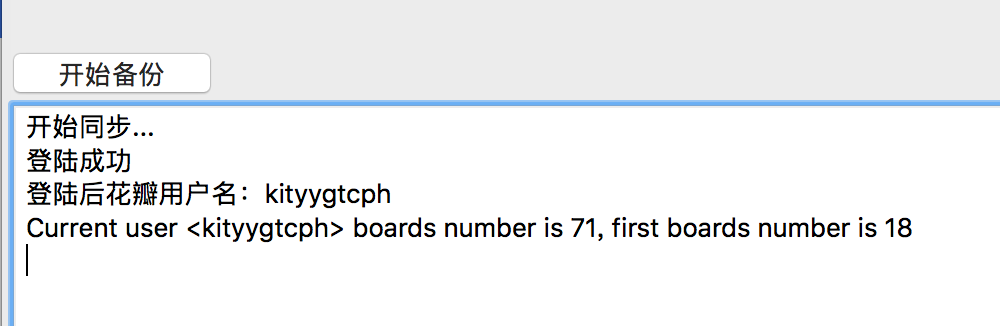 开始备份
开始同步...
登陆成功
登陆后花瓣用户名：kityygtcph
Current user <kityygtcph> boards number is 71, first boards number is 18